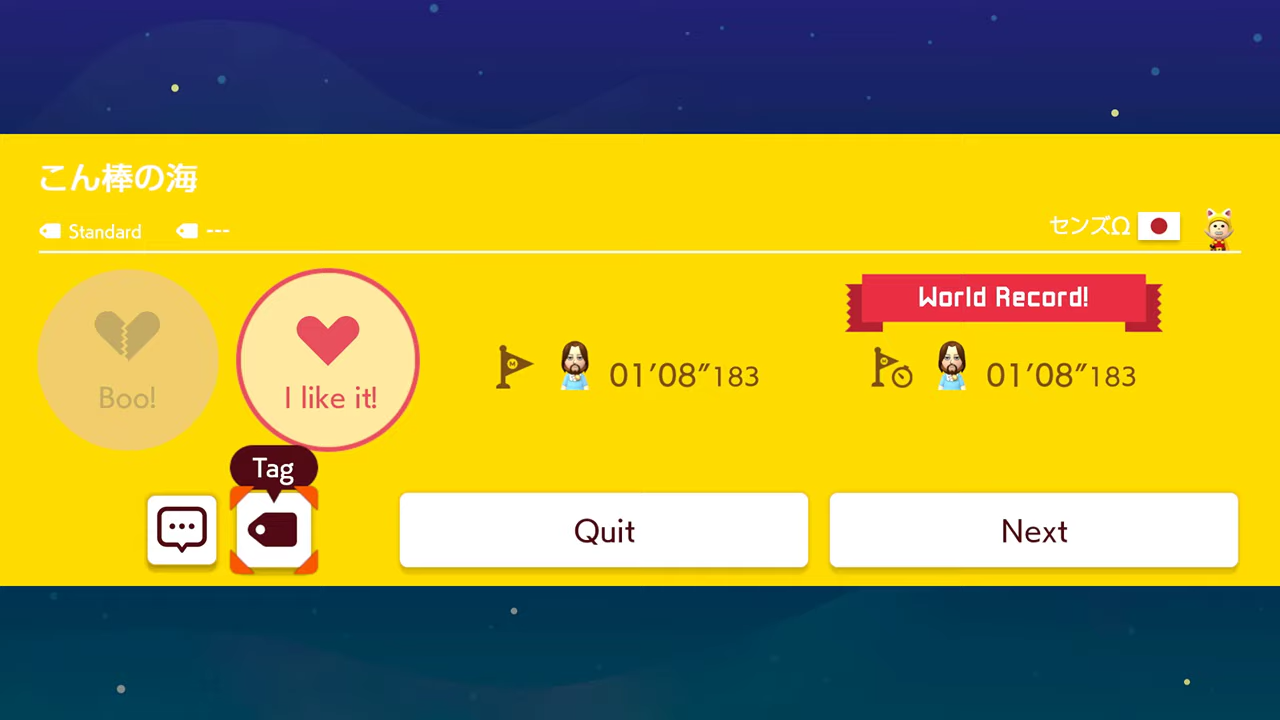 こん棒の海
Standard
---
センズΩ
Boo!
I like it!
World Record!
01'08"183
01'08"183
Tag
Quit
Next